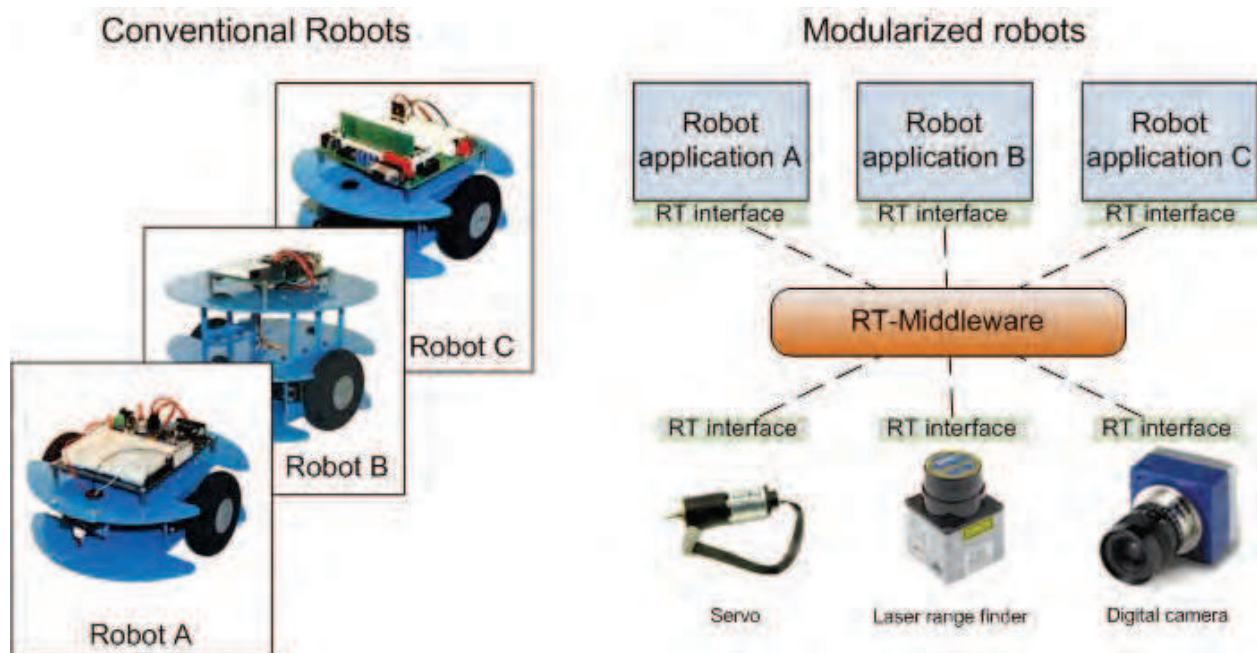 Conventional Robots
Robot C
Robot B
Robot A
Modularized robots
Robot
application A
Robot
application B
Robot
application C
RT interface
RT interface
RT interface
RT-Middleware
RT interface
RT interface
RT interface
Servo
Laser range finder
Digital camera